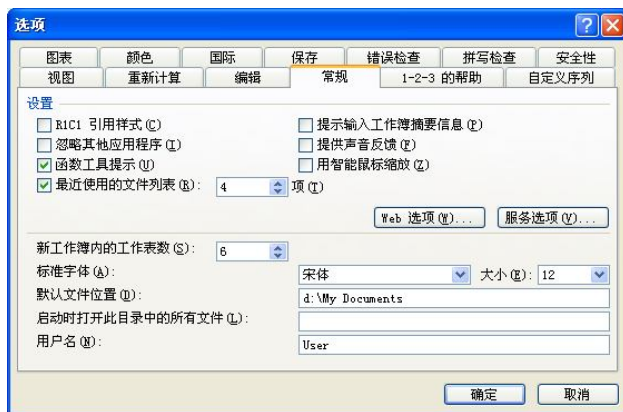 选项
图表 颜色 国际 保存 错误检查 拼写检查 安全性
视图 重新计算 编辑 常规 1-2-3 的帮助 自定义序列
设置
R1C1 引用样式(C) 提示输入工作簿摘要信息(P)
忽略其他应用程序(I) 提供声音反馈(F)
函数工具提示(U) 用智能鼠标缩放(Z)
最近使用的文件列表(R): 4 项(T)
Web 选项(W)... 服务选项(V)...
新工作簿内的工作表数(S): 6
标准字体(A): 宋体 大小(E): 12
默认文件位置(D): d:\My Documents
启动时打开此目录中的所有文件(L):
用户名(N): User
确定 取消